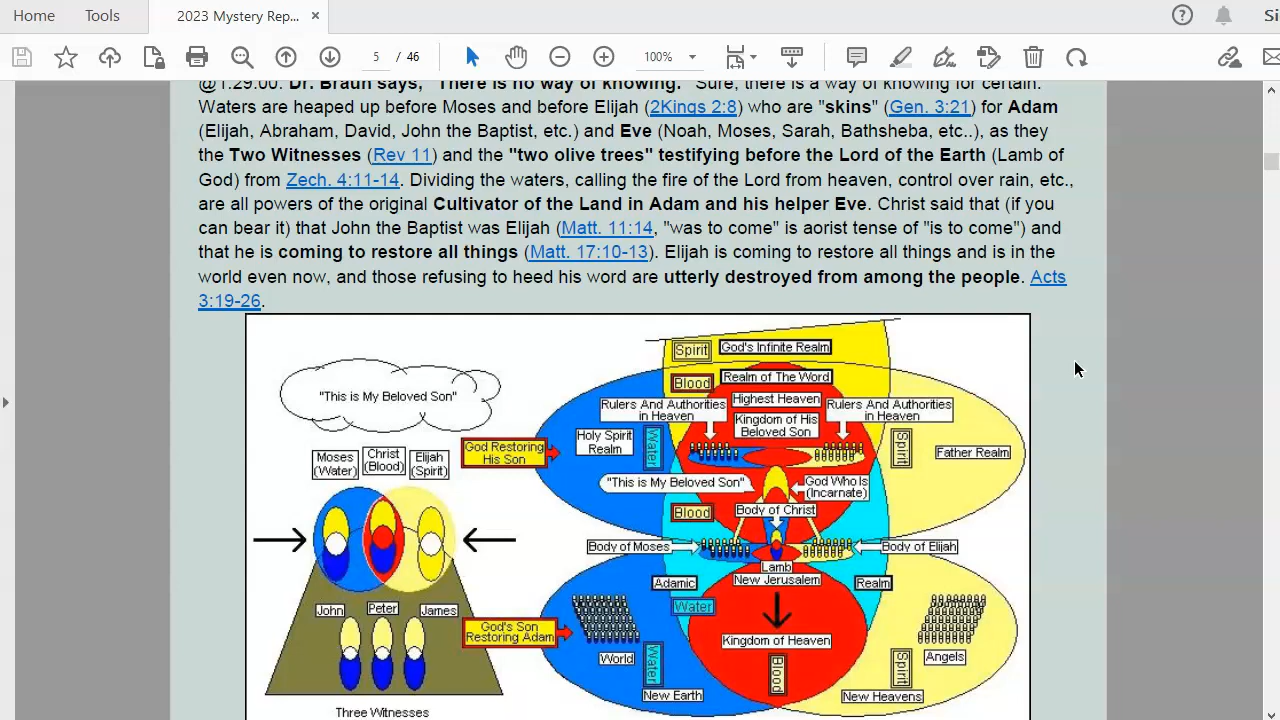 Home
Tools
2023 Mystery Rep...
×
Si
5 / 46
100%
@1:29:00. Dr. Braun says, "There is no way of knowing." Sure, there is a way of knowing for certain.
Waters are heaped up before Moses and before Elijah (2Kings 2:8) who are "skins" (Gen. 3:21) for Adam
(Elijah, Abraham, David, John the Baptist, etc.) and Eve (Noah, Moses, Sarah, Bathsheba, etc..), as they
the Two Witnesses (Rev 11) and the "two olive trees" testifying before the Lord of the Earth (Lamb of
God) from Zech. 4:11-14. Dividing the waters, calling the fire of the Lord from heaven, control over rain, etc.,
are all powers of the original Cultivator of the Land in Adam and his helper Eve. Christ said that (if you
can bear it) that John the Baptist was Elijah (Matt. 11:14, "was to come" is aorist tense of "is to come") and
that he is coming to restore all things (Matt. 17:10-13). Elijah is coming to restore all things and is in the
world even now, and those refusing to heed his word are utterly destroyed from among the people. Acts
3:19-26.
"This is My Beloved Son"
Moses
(Water)
Christ
(Blood)
Elijah
(Spirit)
John
Peter
James
Three Witnesses
God Restoring
His Son
God's Son
Restoring Adam
Spirit
God's Infinite Realm
Blood
Realm of The Word
Rulers And Authorities
in Heaven
Highest Heaven
Rulers And Authorities
in Heaven
Kingdom of His
Beloved Son
Holy Spirit
Realm
Water
Spirit
Father Realm
"This is My Beloved Son"
God Who Is
(Incarnate)
Blood
Body of Christ
Body of Moses
Body of Elijah
Lamb
New Jerusalem
Adamic
Realm
Water
Kingdom of Heaven
World
Water
Blood
Spirit
Angels
New Earth
New Heavens